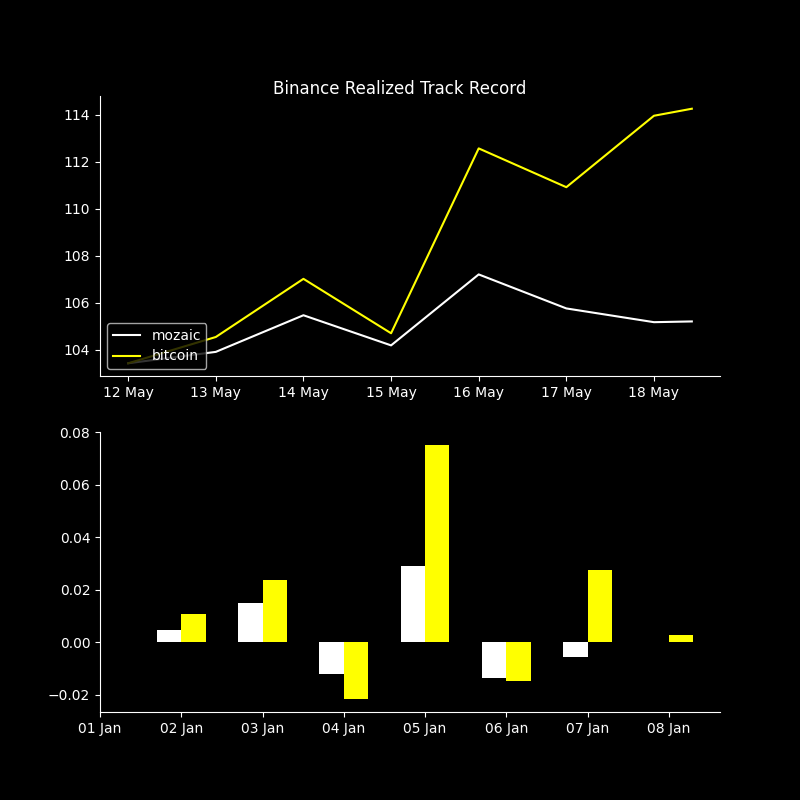 Binance Realized Track Record
114
112
110
108
106
104
mozaic
bitcoin
12 May 13 May 14 May 15 May 16 May 17 May 18 May
0.08
0.06
0.04
0.02
0.00
−0.02
01 Jan 02 Jan 03 Jan 04 Jan 05 Jan 06 Jan 07 Jan 08 Jan